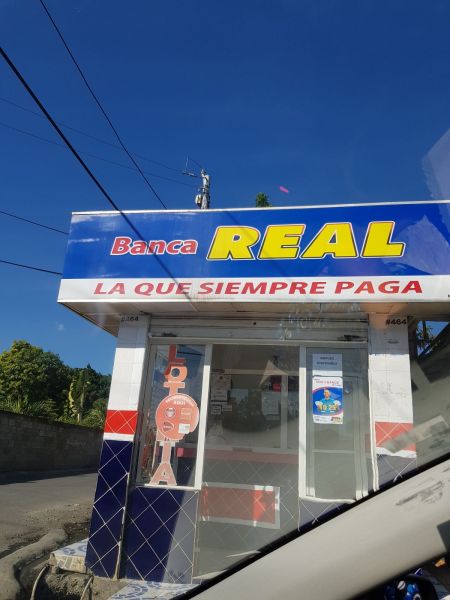 Banca REAL
LA QUE SIEMPRE PAGA
#464
#464
LOTERIA